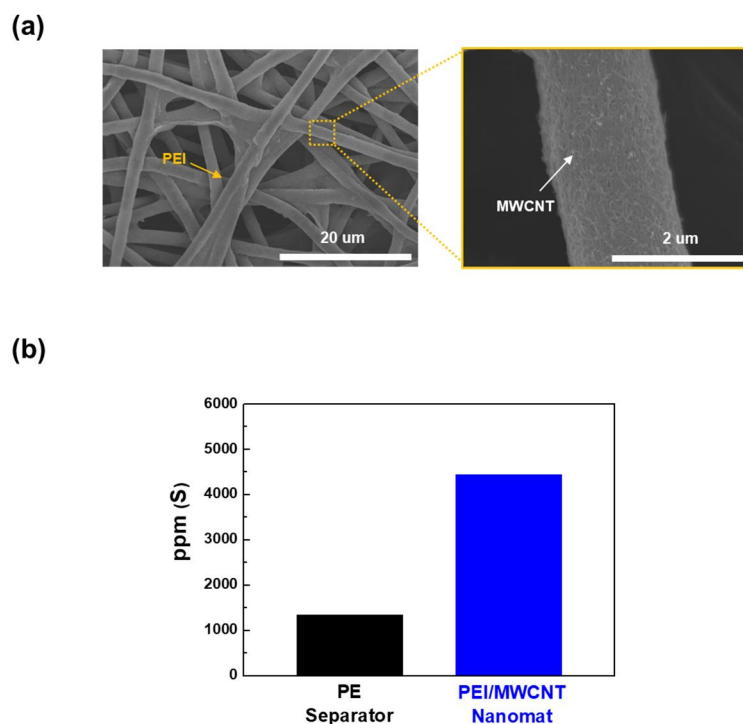 (a)
PEI
20 um
MWCNT
2 um
(b)
6000
5000
4000
3000
2000
1000
0
ppm (S)
PE
Separator
PEI/MWCNT
Nanomat